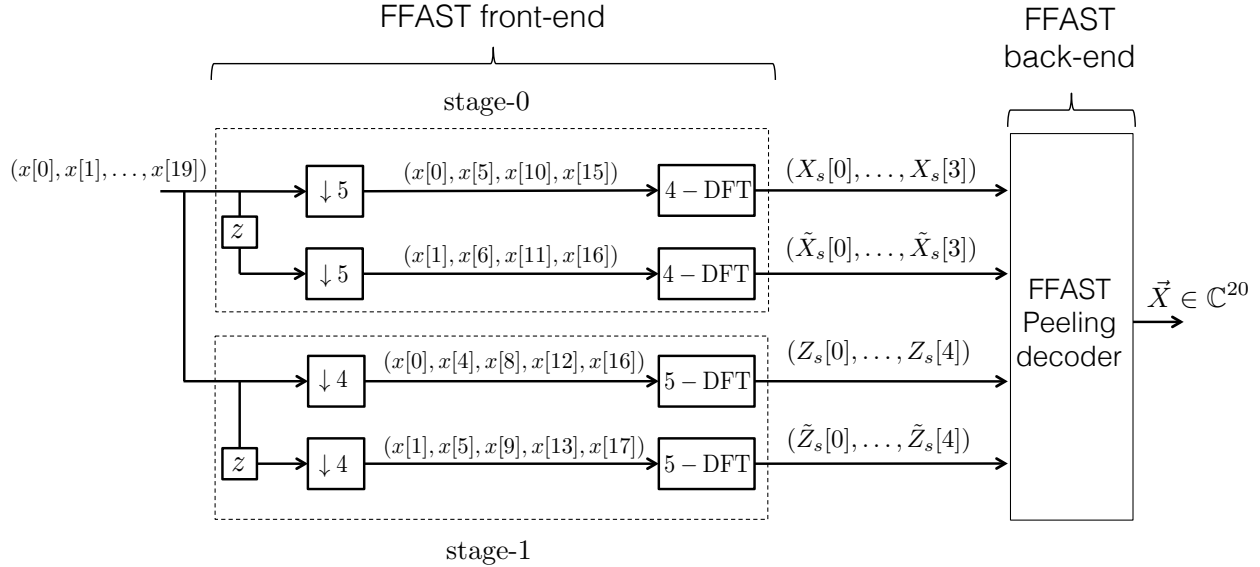 FFAST front-end
FFAST
back-end
stage-0
(x[0], x[1], . . . , x[19])
↓ 5
(x[0], x[5], x[10], x[15])
4 − DFT
(X_s[0], . . . , X_s[3])
z
↓ 5
(x[1], x[6], x[11], x[16])
4 − DFT
(X̃_s[0], . . . , X̃_s[3])
FFAST
Peeling
decoder
X⃗ ∈ ℂ^20
↓ 4
(x[0], x[4], x[8], x[12], x[16])
5 − DFT
(Z_s[0], . . . , Z_s[4])
z
↓ 4
(x[1], x[5], x[9], x[13], x[17])
5 − DFT
(Z̃_s[0], . . . , Z̃_s[4])
stage-1